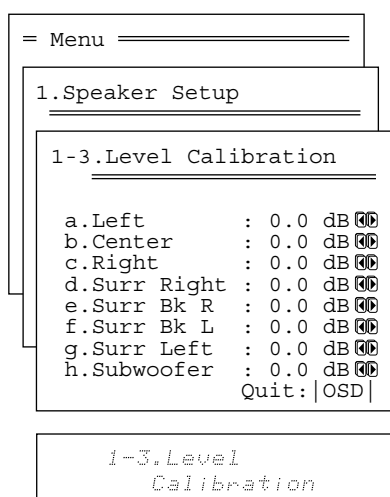 = Menu
1.Speaker Setup
1-3.Level Calibration
a.Left : 0.0 dB
b.Center : 0.0 dB
c.Right : 0.0 dB
d.Surr Right : 0.0 dB
e.Surr Bk R : 0.0 dB
f.Surr Bk L : 0.0 dB
g.Surr Left : 0.0 dB
h.Subwoofer : 0.0 dB
Quit:|OSD|
1-3.Level
Calibration